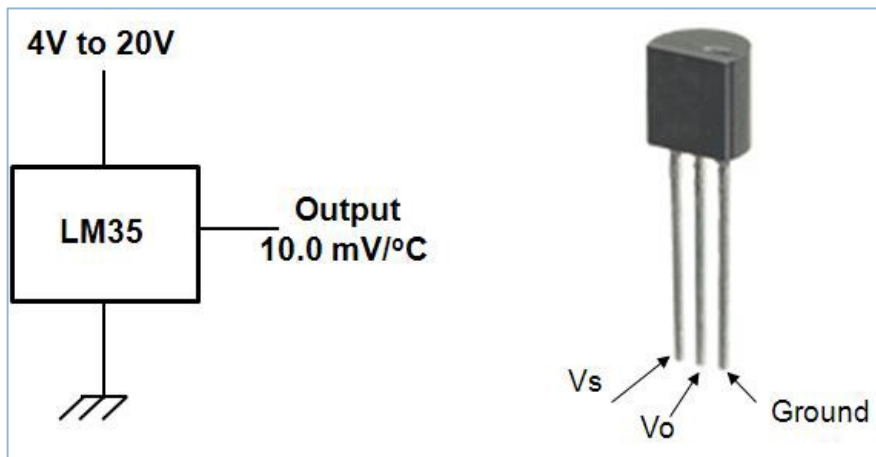 4V to 20V
LM35
Output
10.0 mV/°C
Vs
Vo
Ground